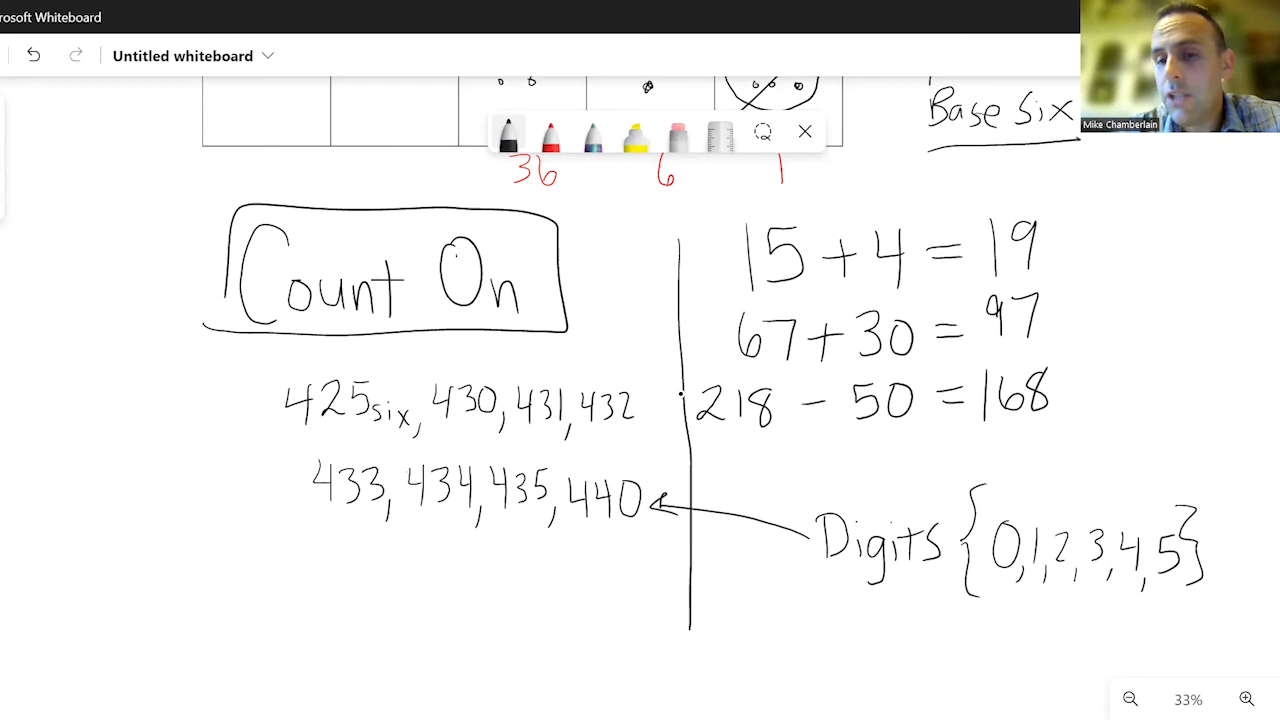 rosoft Whiteboard
Untitled whiteboard
Base Six
Mike Chamberlain
36 6 1
Count On
15 + 4 = 19
67 + 30 = 97
218 - 50 = 168
425six, 430, 431, 432
433, 434, 435, 440
Digits {0,1,2,3,4,5}
33%